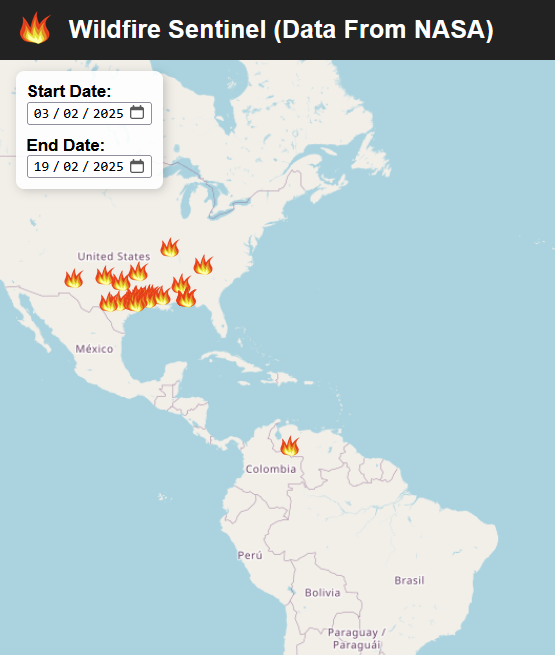 Wildfire Sentinel (Data From NASA)
Start Date:
03 / 02 / 2025
End Date:
19 / 02 / 2025
United States
México
Colombia
Perú
Brasil
Bolivia
Paraguay /
Paraguái